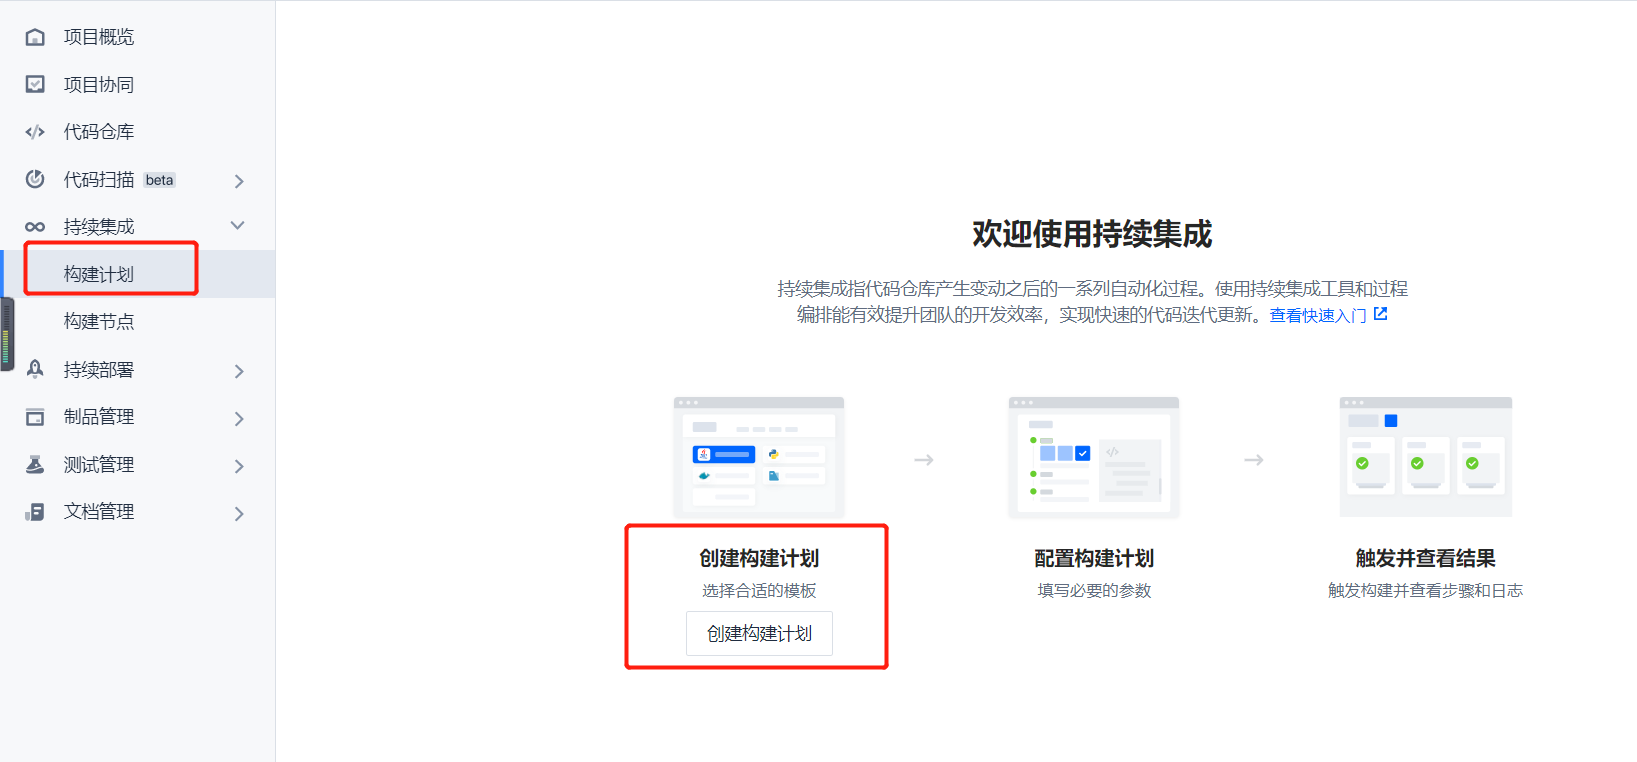 项目概览
项目协同
代码仓库
代码扫描 beta
持续集成
构建计划
构建节点
持续部署
制品管理
测试管理
文档管理
欢迎使用持续集成
持续集成指代码仓库产生变动之后的一系列自动化过程。使用持续集成工具和过程
编排能有效提升团队的开发效率，实现快速的代码迭代更新。查看快速入门
创建构建计划
选择合适的模板
创建构建计划
配置构建计划
填写必要的参数
触发并查看结果
触发构建并查看步骤和日志